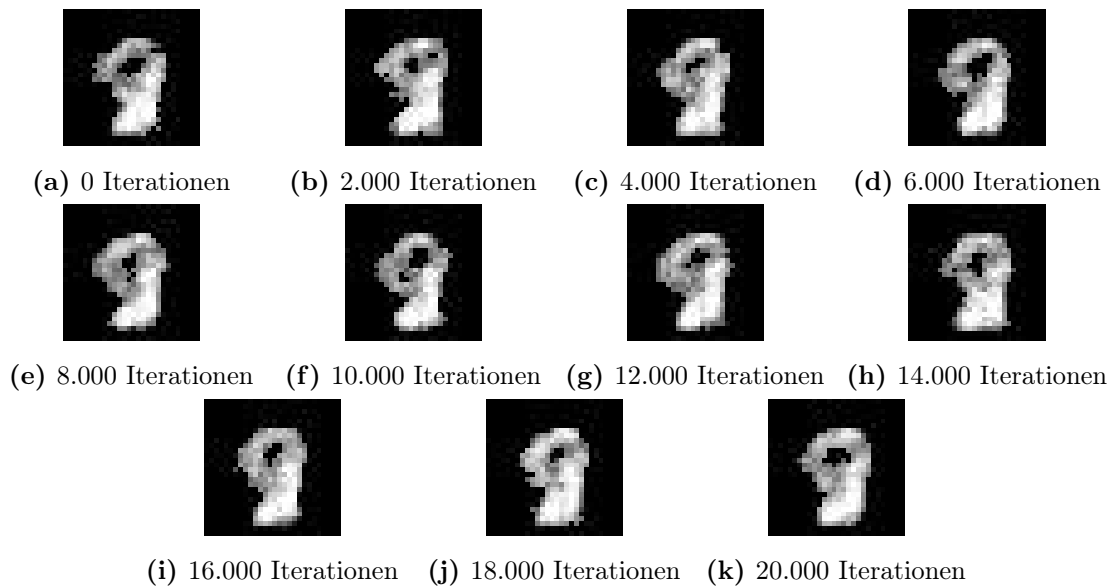 (a) 0 Iterationen (b) 2.000 Iterationen (c) 4.000 Iterationen (d) 6.000 Iterationen
(e) 8.000 Iterationen (f) 10.000 Iterationen (g) 12.000 Iterationen (h) 14.000 Iterationen
(i) 16.000 Iterationen (j) 18.000 Iterationen (k) 20.000 Iterationen